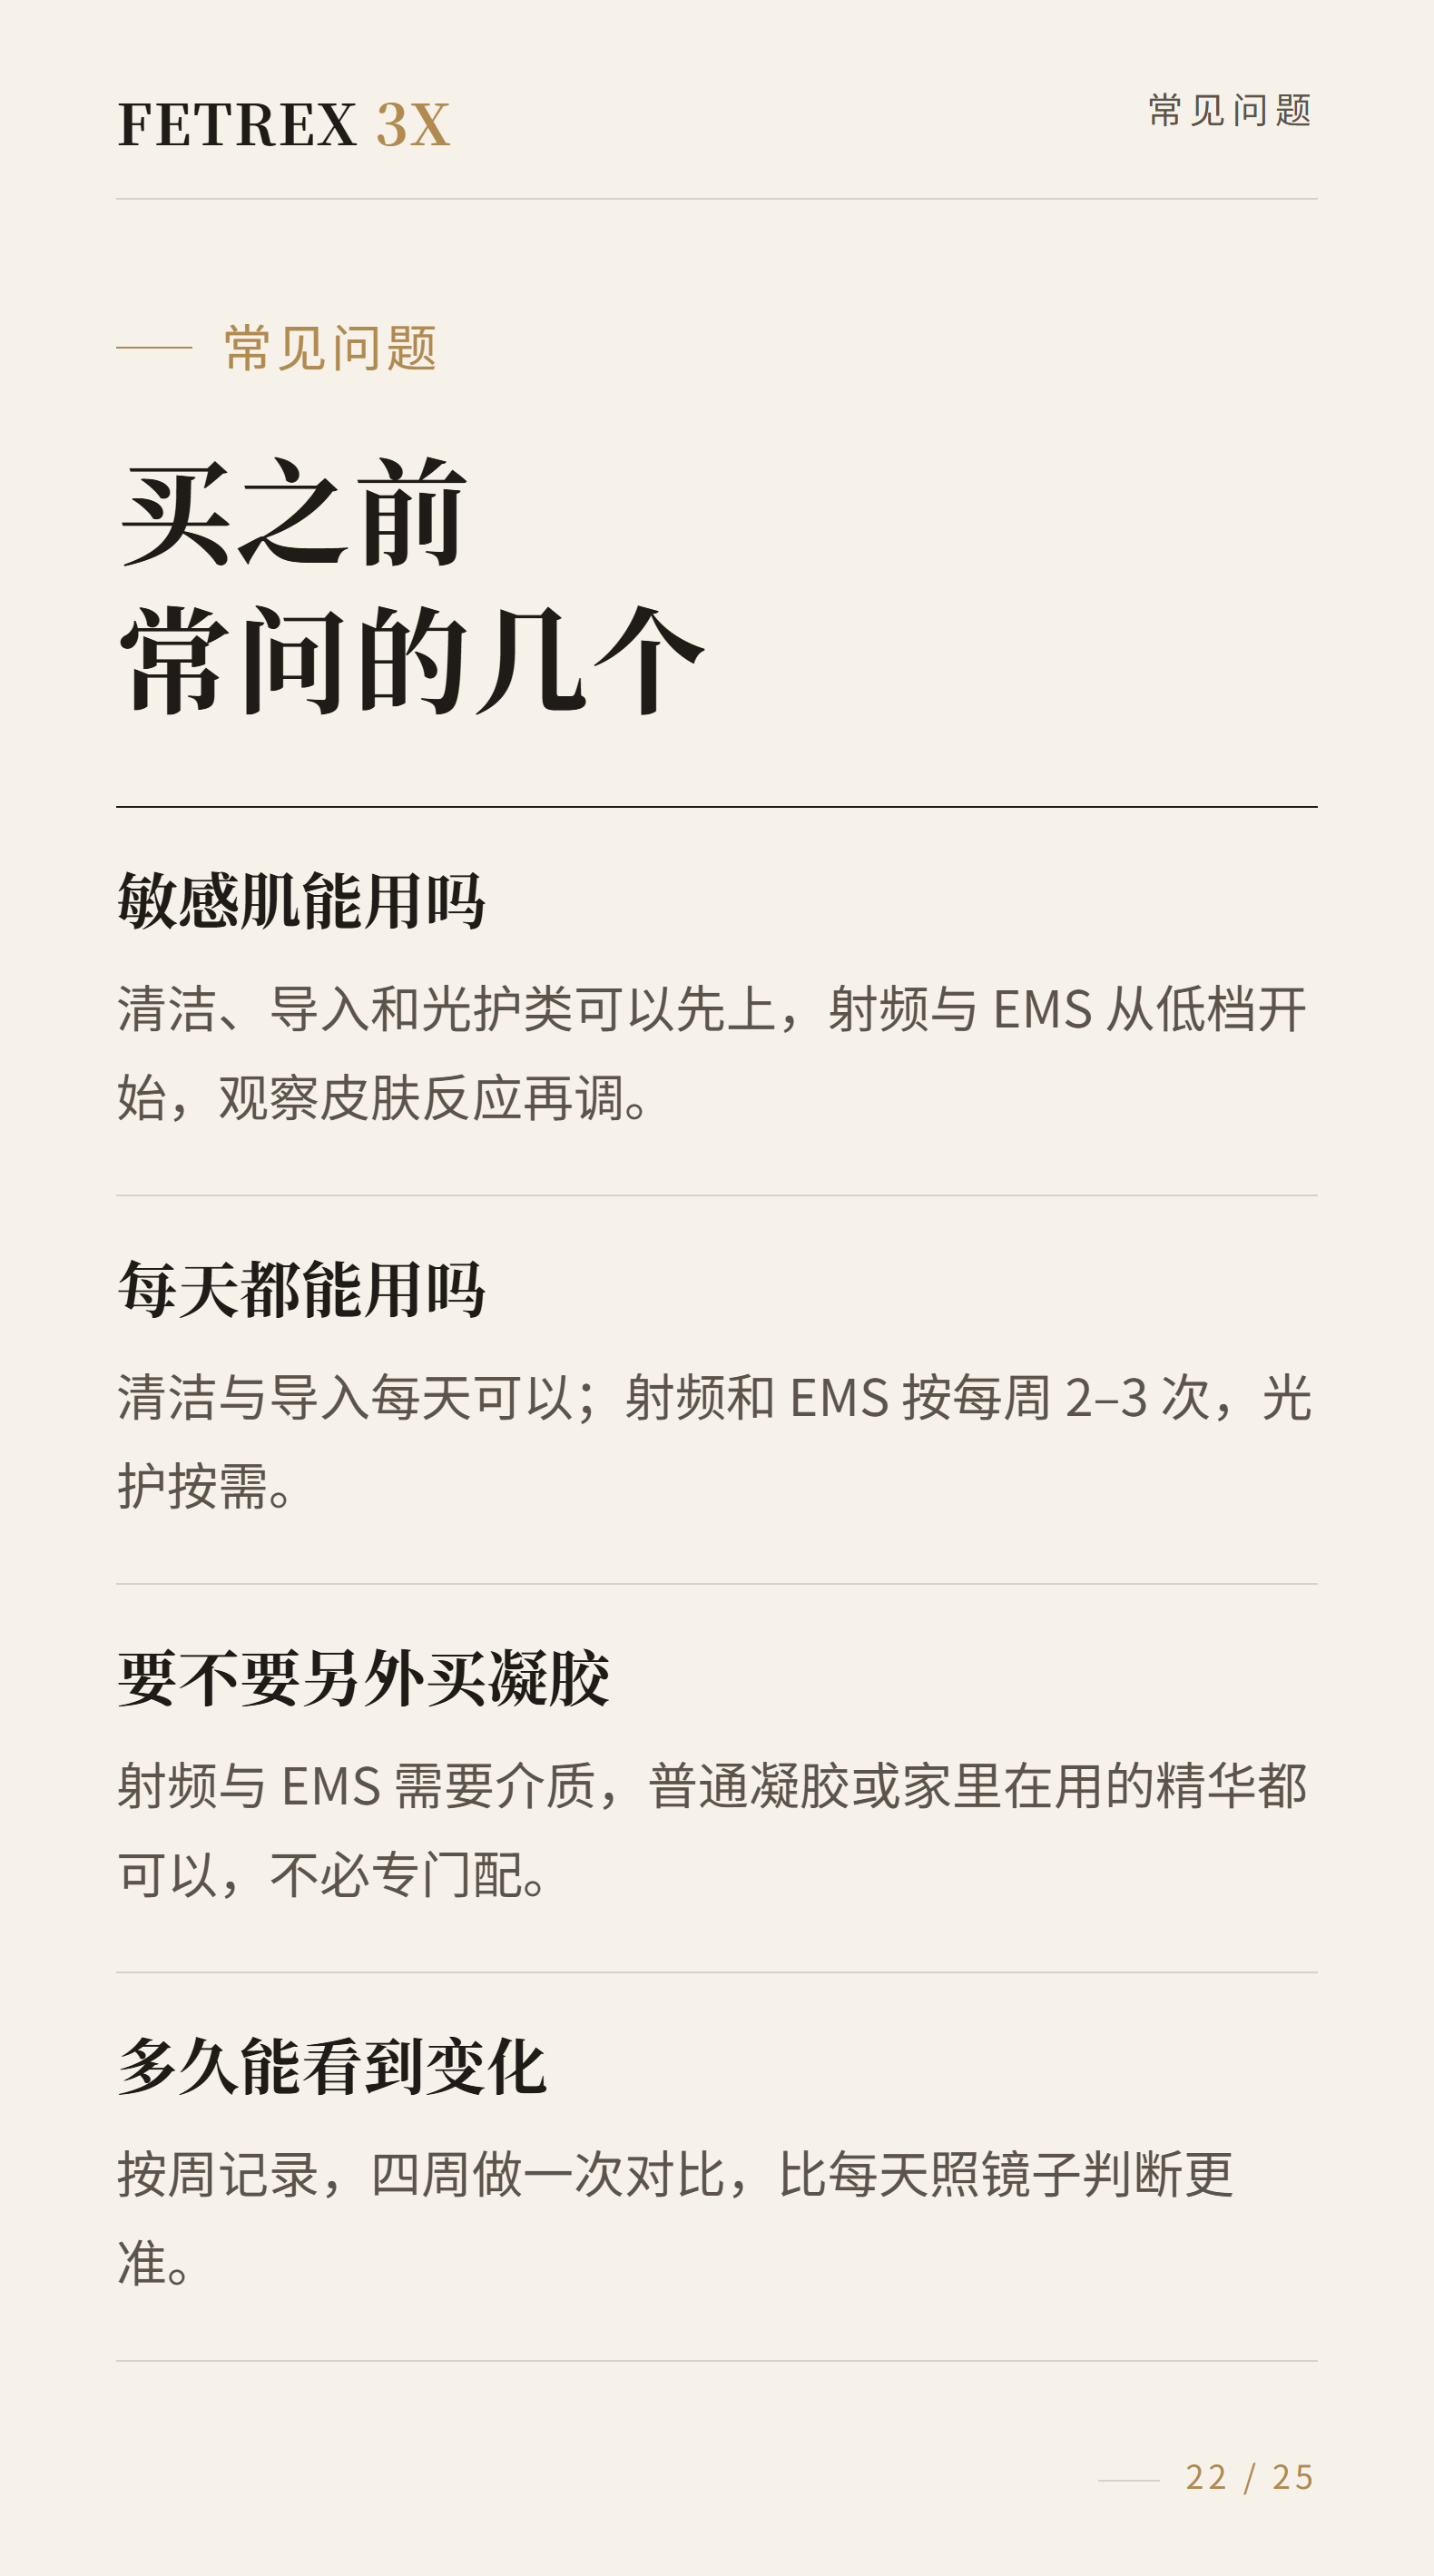 FETREX 3X
常见问题
常见问题
买之前
常问的几个
敏感肌能用吗
清洁、导入和光护类可以先上，射频与 EMS 从低档开
始，观察皮肤反应再调。
每天都能用吗
清洁与导入每天可以；射频和 EMS 按每周 2–3 次，光
护按需。
要不要另外买凝胶
射频与 EMS 需要介质，普通凝胶或家里在用的精华都
可以，不必专门配。
多久能看到变化
按周记录，四周做一次对比，比每天照镜子判断更
准。
22 / 25